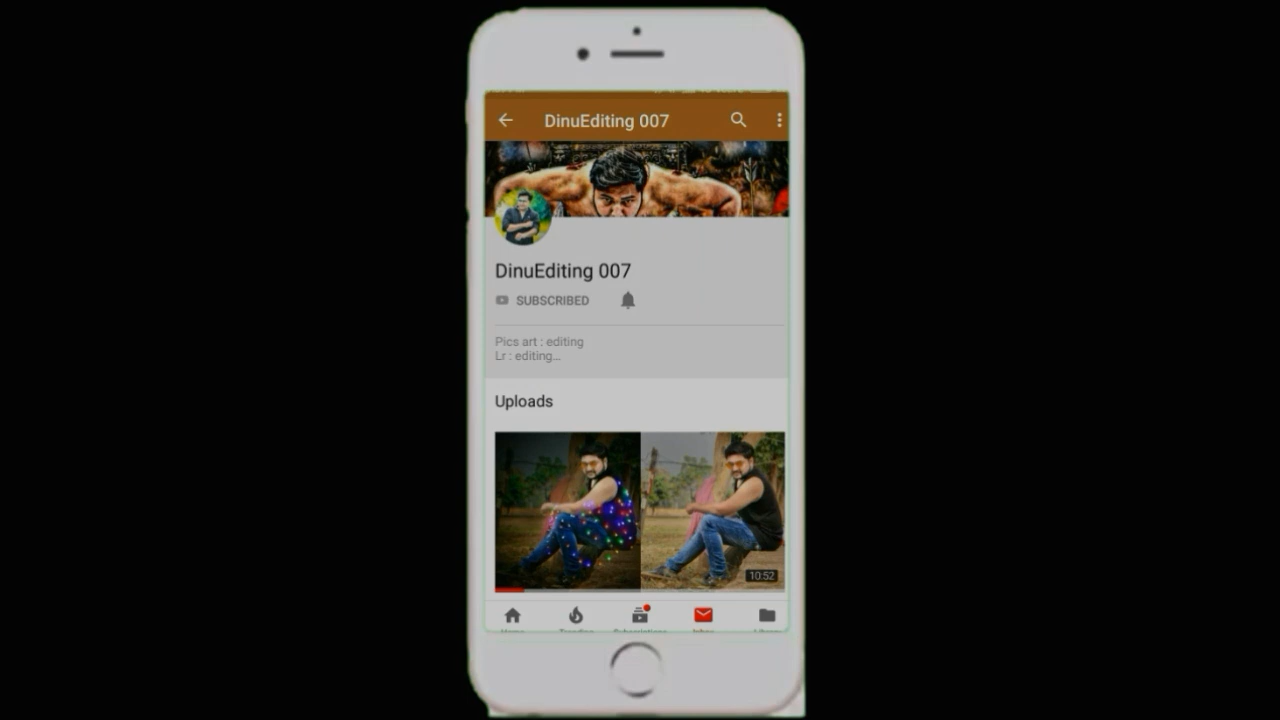 DinuEditing 007
DinuEditing 007
SUBSCRIBED
Pics art : editing
Lr : editing...
Uploads
10:52